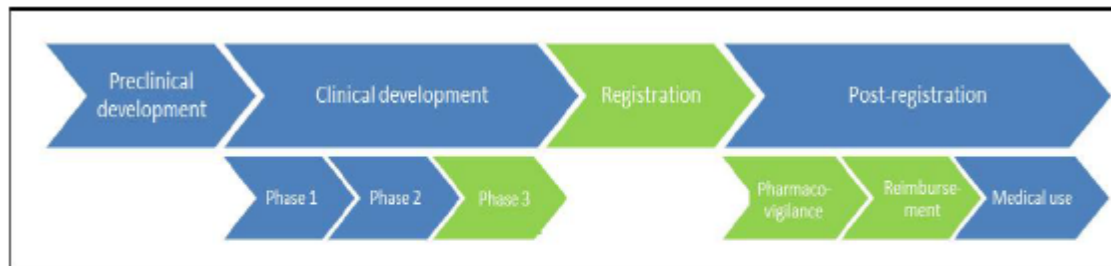 Preclinical
development
Clinical development
Registration
Post-registration
Phase 1
Phase 2
Phase 3
Pharmaco-
vigilance
Reimburse-
ment
Medical use